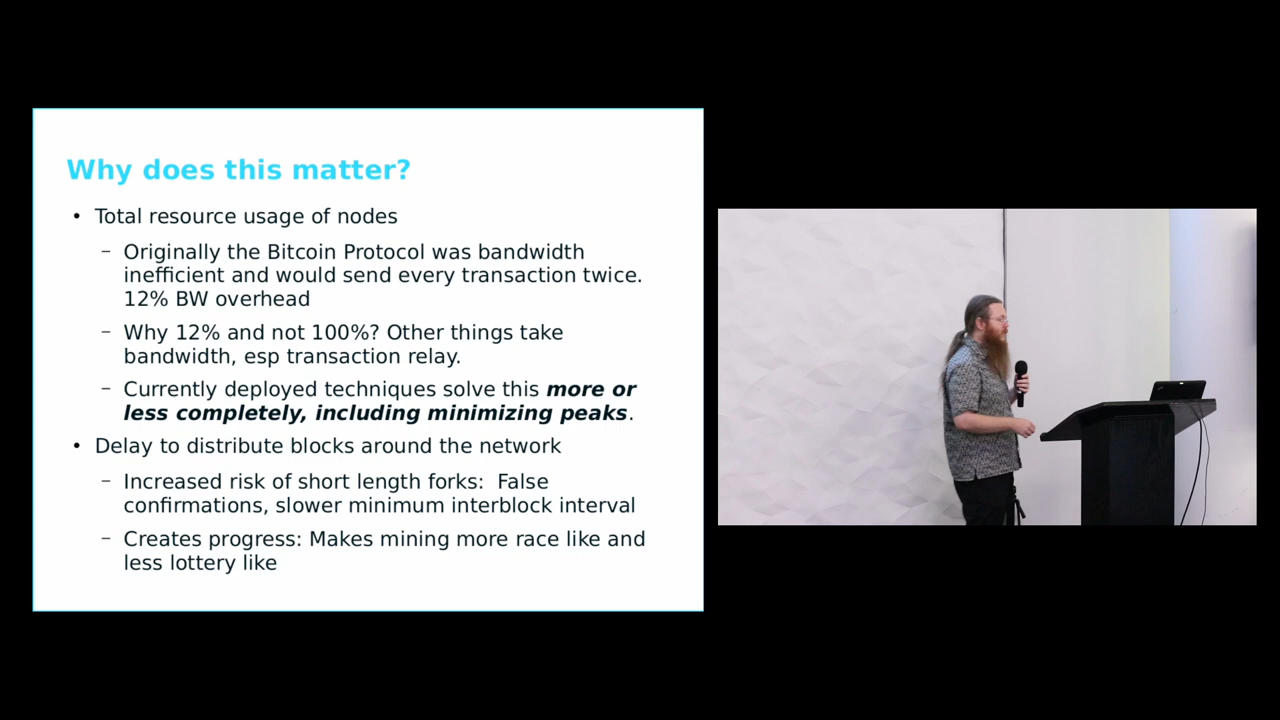 Why does this matter?
• Total resource usage of nodes
– Originally the Bitcoin Protocol was bandwidth
inefficient and would send every transaction twice.
12% BW overhead
– Why 12% and not 100%? Other things take
bandwidth, esp transaction relay.
– Currently deployed techniques solve this more or
less completely, including minimizing peaks.
• Delay to distribute blocks around the network
– Increased risk of short length forks:  False
confirmations, slower minimum interblock interval
– Creates progress: Makes mining more race like and
less lottery like